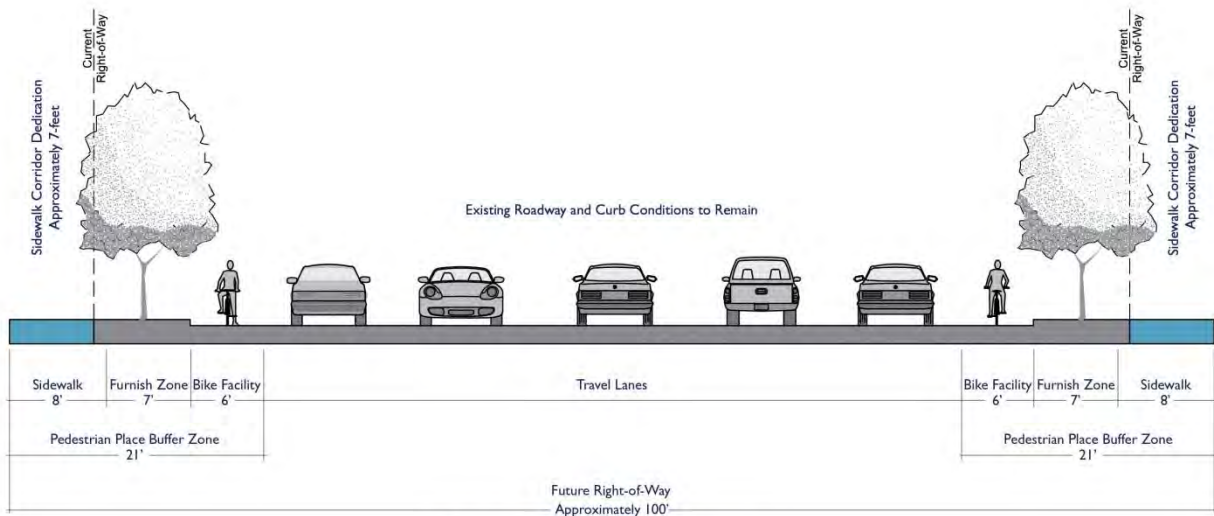 Current
Right-of-Way
Sidewalk Corridor Dedication
Approximately 7-feet
Existing Roadway and Curb Conditions to Remain
Current
Right-of-Way
Sidewalk Corridor Dedication
Approximately 7-feet
Sidewalk
8'
Furnish Zone
7'
Bike Facility
6'
Travel Lanes
Bike Facility
6'
Furnish Zone
7'
Sidewalk
8'
Pedestrian Place Buffer Zone
21'
Pedestrian Place Buffer Zone
21'
Future Right-of-Way
Approximately 100'